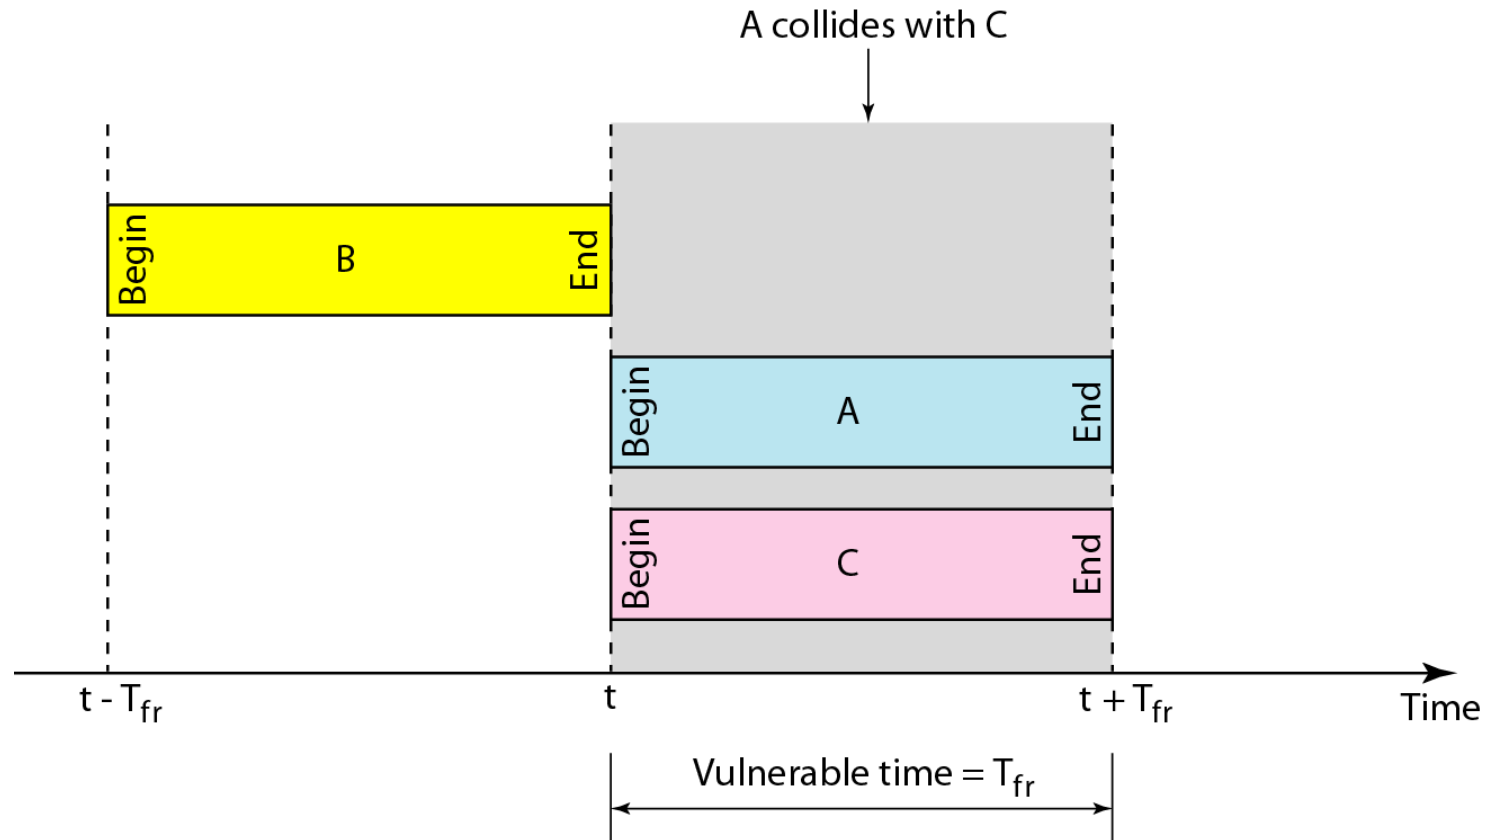 A collides with C
Begin
B
End
Begin
A
End
Begin
C
End
t - Tfr
t
t + Tfr
Time
Vulnerable time = Tfr